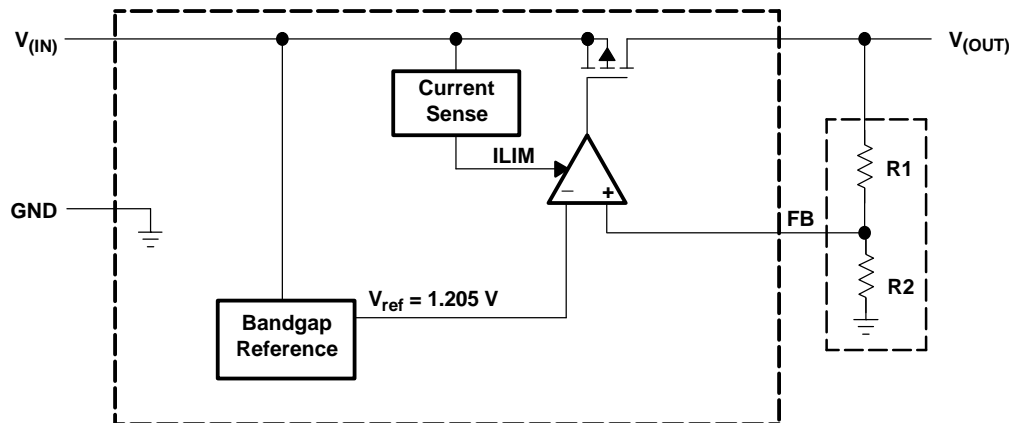 V(IN)
V(OUT)
Current
Sense
ILIM
R1
− +
GND
FB
R2
Vref = 1.205 V
Bandgap
Reference